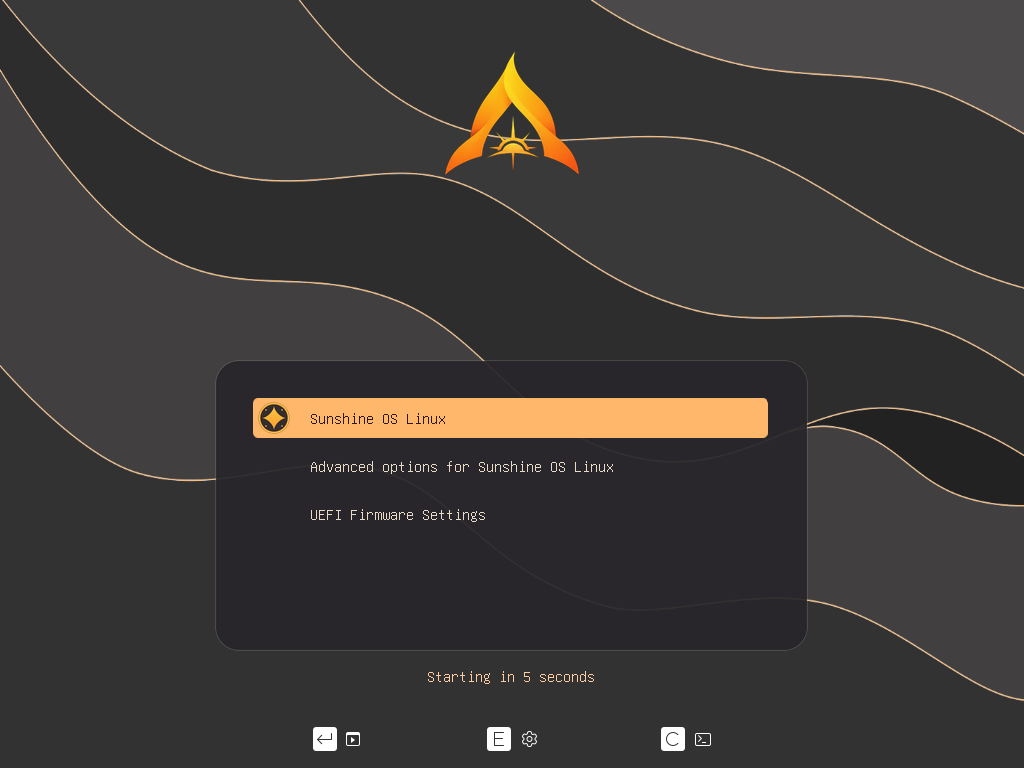 Sunshine OS Linux
Advanced options for Sunshine OS Linux
UEFI Firmware Settings
Starting in 5 seconds
E
C